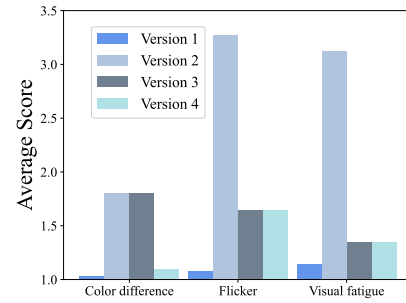 3.5
3.0
2.5
2.0
1.5
1.0
Average Score
Version 1
Version 2
Version 3
Version 4
Color difference
Flicker
Visual fatigue